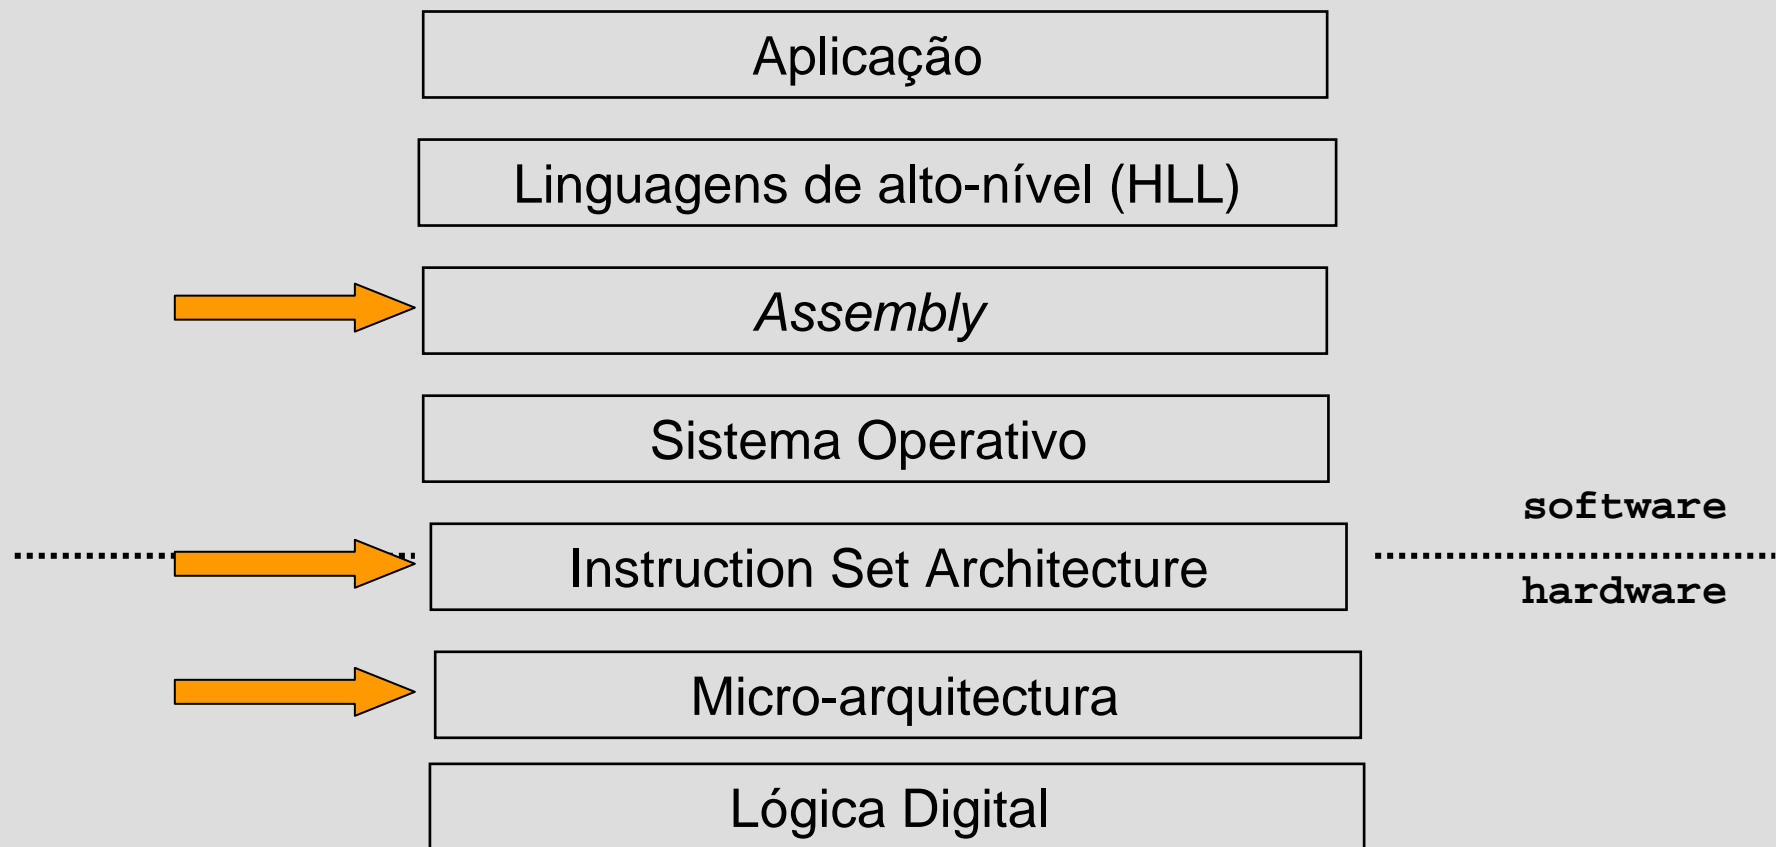 Aplicação
Linguagens de alto-nível (HLL)
Assembly
Sistema Operativo
software
Instruction Set Architecture
hardware
Micro-arquitectura
Lógica Digital